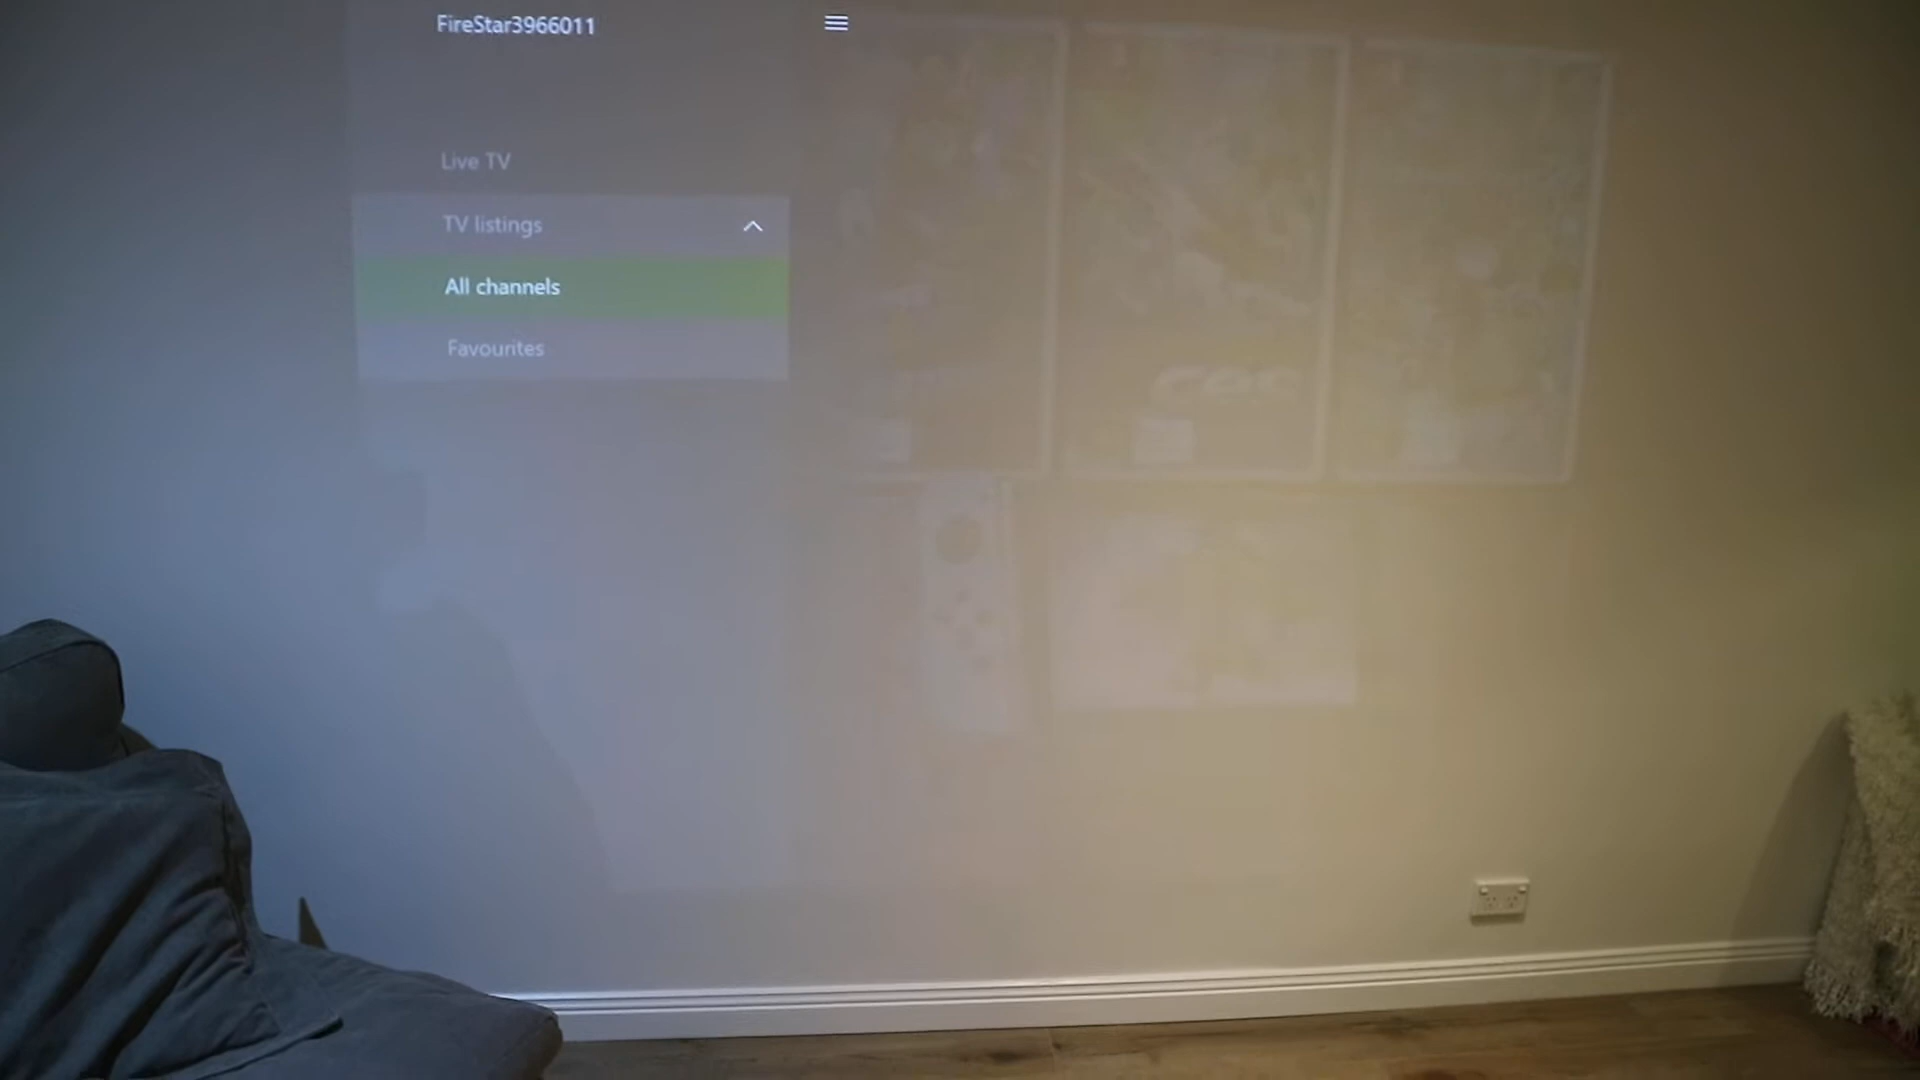 FireStar3966011
Live TV
TV listings
All channels
Favourites